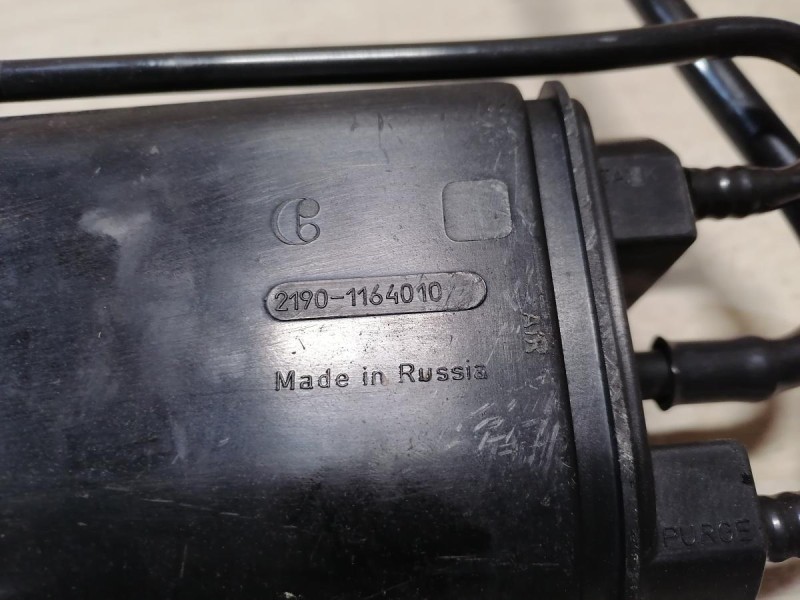 2190-1164010
Made in Russia
AIR
PURGE